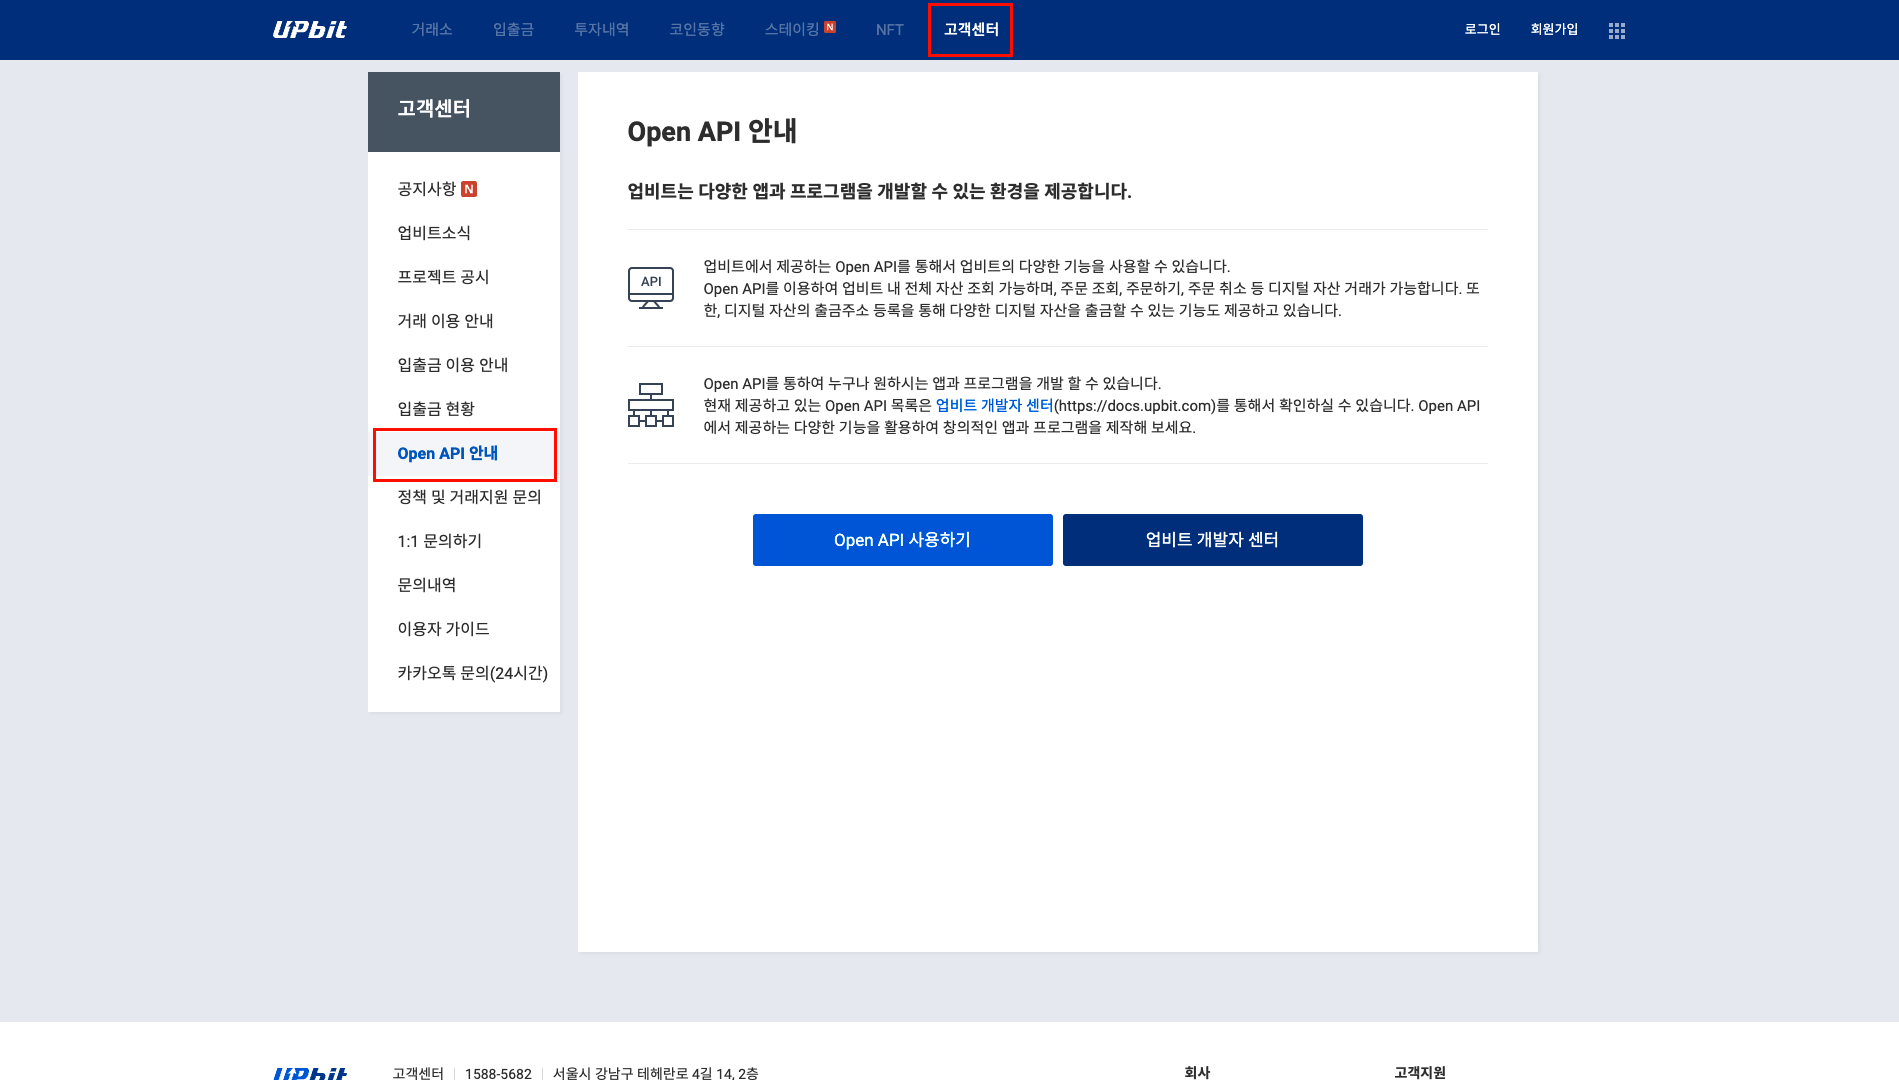 UPbit
거래소
입출금
투자내역
코인동향
스테이킹 N
NFT
고객센터
로그인
회원가입
고객센터
공지사항 N
업비트소식
프로젝트 공시
거래 이용 안내
입출금 이용 안내
입출금 현황
Open API 안내
정책 및 거래지원 문의
1:1 문의하기
문의내역
이용자 가이드
카카오톡 문의(24시간)
Open API 안내
업비트는 다양한 앱과 프로그램을 개발할 수 있는 환경을 제공합니다.
API
업비트에서 제공하는 Open API를 통해서 업비트의 다양한 기능을 사용할 수 있습니다.
Open API를 이용하여 업비트 내 전체 자산 조회 가능하며, 주문 조회, 주문하기, 주문 취소 등 디지털 자산 거래가 가능합니다. 또
한, 디지털 자산의 출금주소 등록을 통해 다양한 디지털 자산을 출금할 수 있는 기능도 제공하고 있습니다.
Open API를 통하여 누구나 원하시는 앱과 프로그램을 개발 할 수 있습니다.
현재 제공하고 있는 Open API 목록은 업비트 개발자 센터(https://docs.upbit.com)를 통해서 확인하실 수 있습니다. Open API
에서 제공하는 다양한 기능을 활용하여 창의적인 앱과 프로그램을 제작해 보세요.
Open API 사용하기
업비트 개발자 센터
UPbit
고객센터
1588-5682
서울시 강남구 테헤란로 4길 14, 2층
회사
고객지원